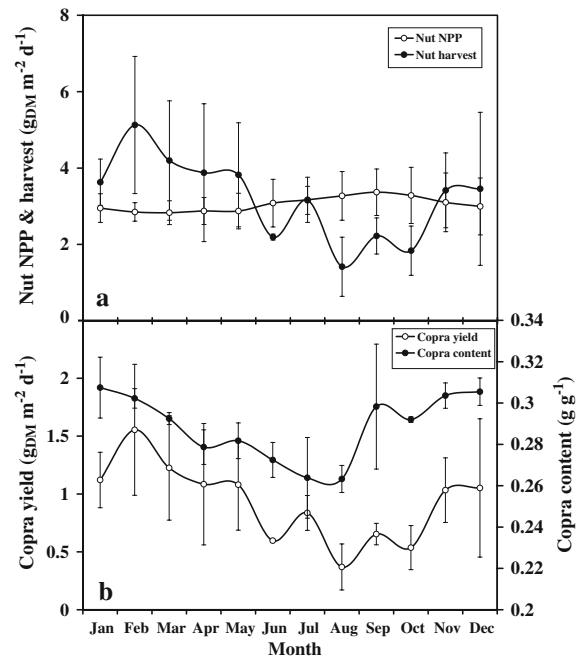 a
8
6
4
2
0
Nut NPP & harvest (gDM m-2 d-1)
Nut NPP
Nut harvest
b
2
1.5
1
0.5
0
Copra yield (gDM m-2 d-1)
Copra yield
Copra content
0.34
0.32
0.3
0.28
0.26
0.24
0.22
0.2
Copra content (g g-1)
Jan Feb Mar Apr May Jun Jul Aug Sep Oct Nov Dec
Month